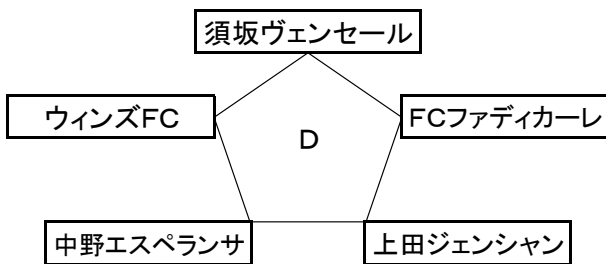 須坂ヴェンセール
ウィンズFC
FCファディカーレ
D
中野エスペランサ
上田ジェンシャン